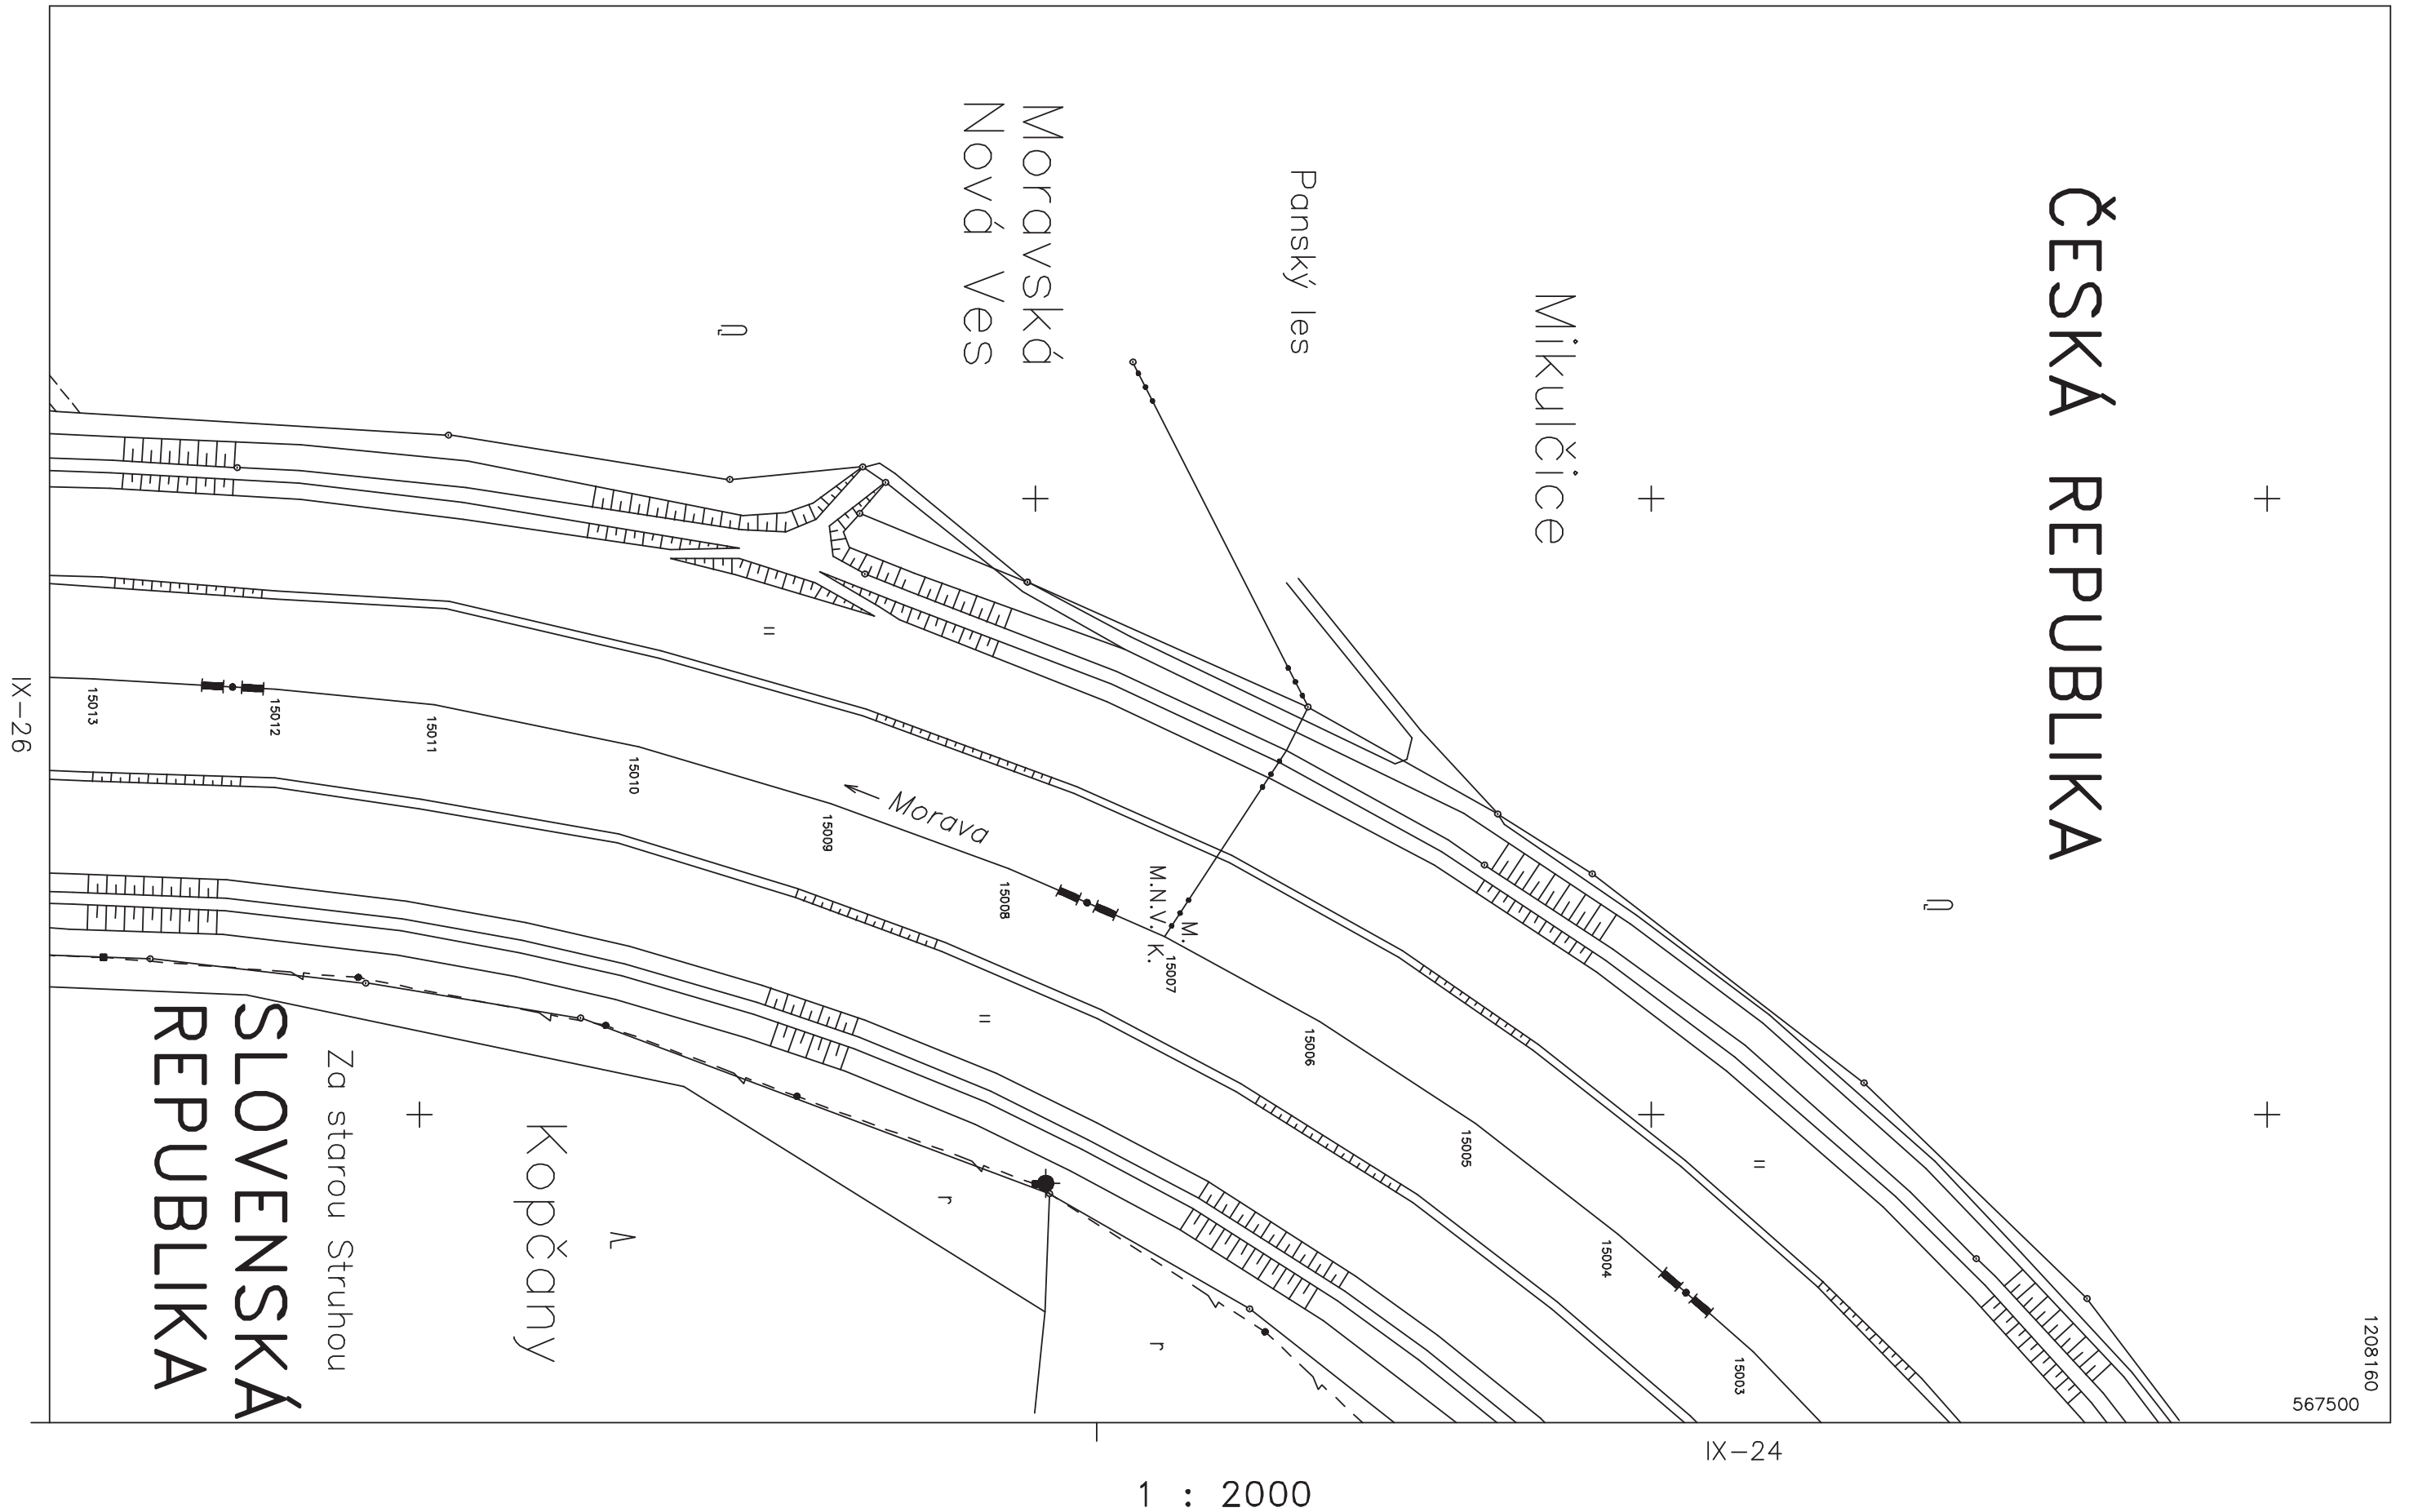 ČESKÁ REPUBLIKA
Mikulčice
Panský les
Moravská
Nová Ves
SLOVENSKÁ
REPUBLIKA
Za starou Struhou
Kopčany
Morava
M.
M.N.V.
K.
15003
15004
15005
15006
15007
15008
15009
15010
15011
15012
15013
r
r
IX-26
IX-24
1208160
567500
1 : 2000